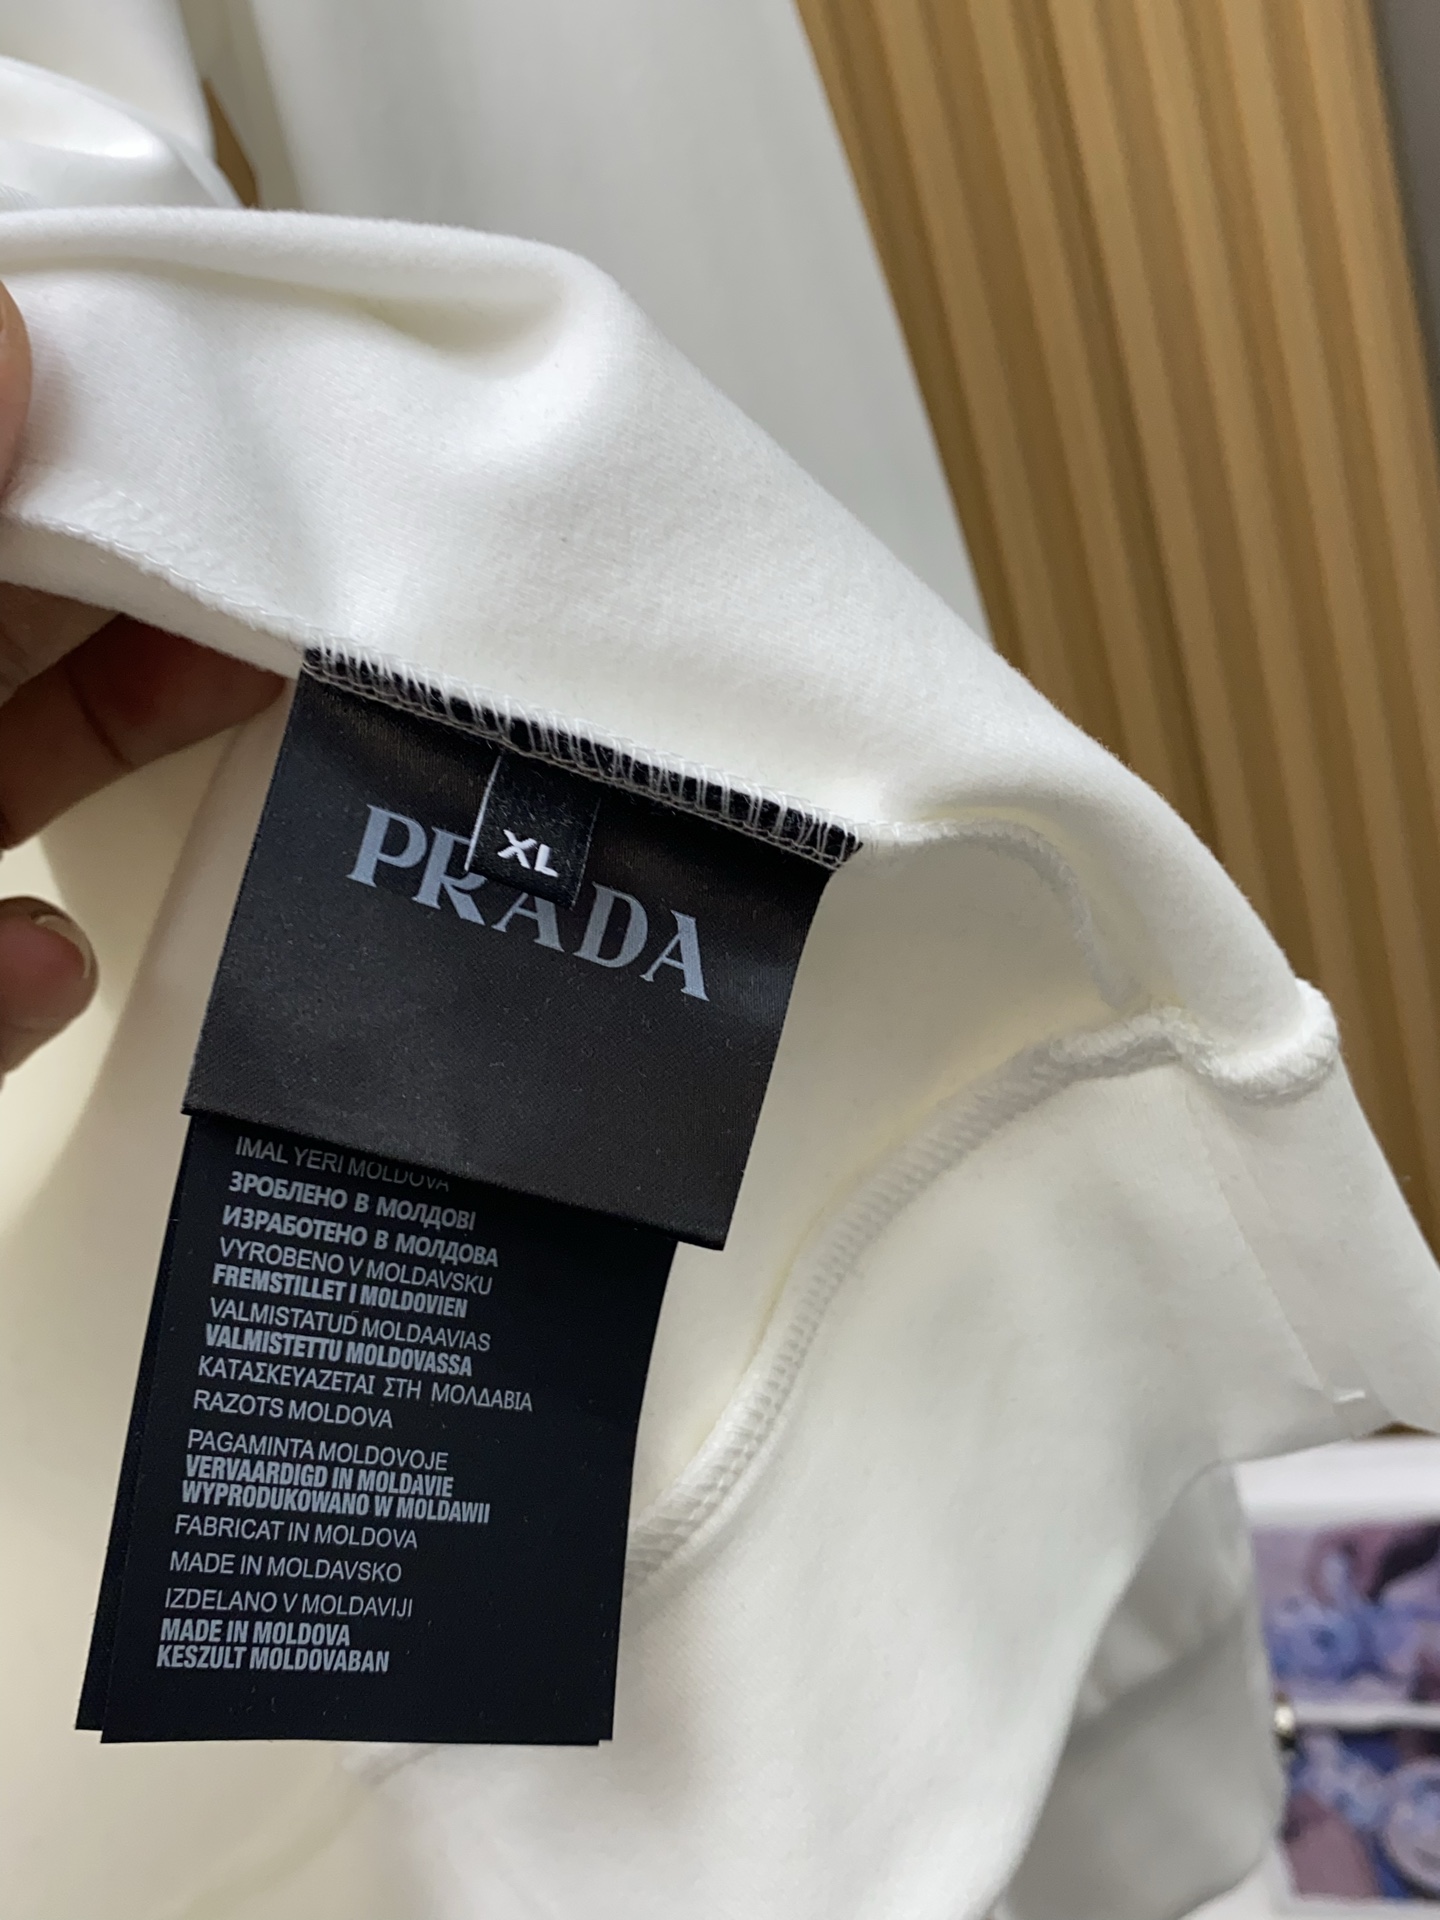 XL
PRADA
IMAL YERI MOLDOVA
ЗРОБЛЕНО В МОЛДОВІ
ИЗРАБОТЕНО В МОЛДОВА
VYROBENO V MOLDAVSKU
FREMSTILLET I MOLDOVIEN
VALMISTATUD MOLDAAVIAS
VALMISTETTU MOLDOVASSA
ΚΑΤΑΣΚΕΥΑΖΕΤΑΙ ΣΤΗ ΜΟΛΔΑΒΙΑ
RAZOTS MOLDOVA
PAGAMINTA MOLDOVOJE
VERVAARDIGD IN MOLDAVIE
WYPRODUKOWANO W MOLDAWII
FABRICAT IN MOLDOVA
MADE IN MOLDAVSKO
IZDELANO V MOLDAVIJI
MADE IN MOLDOVA
KESZULT MOLDOVABAN